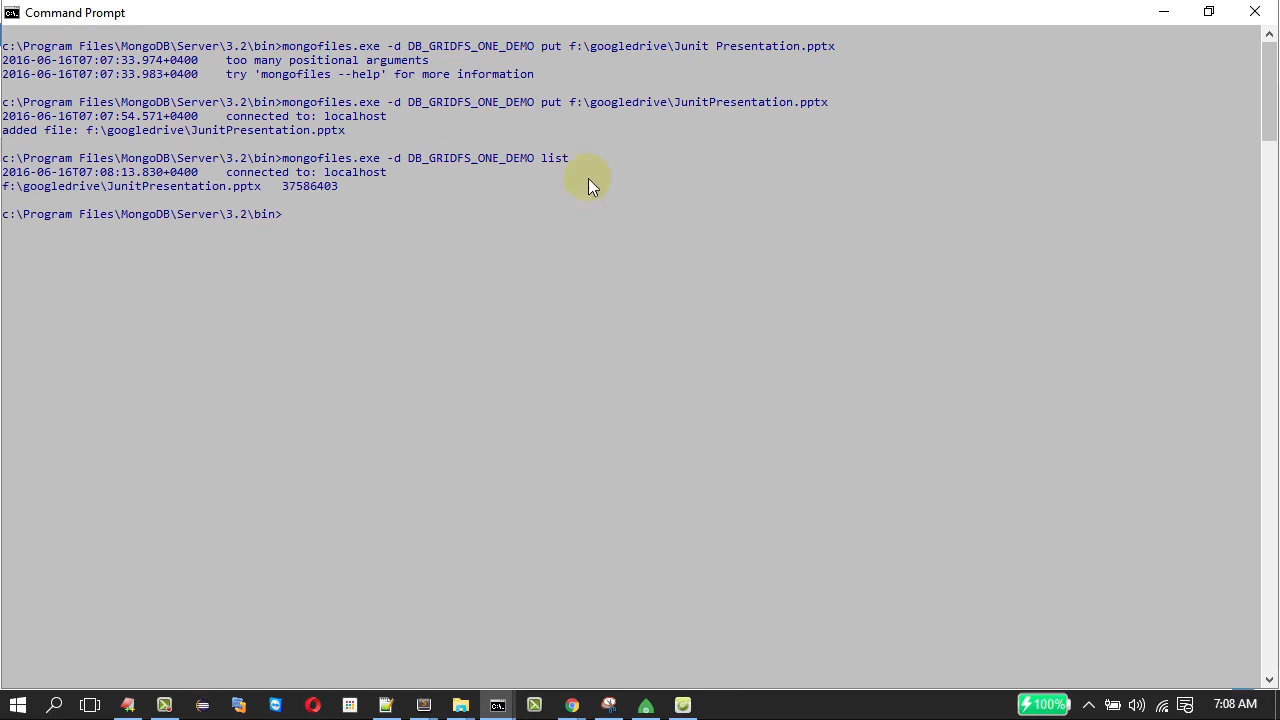 Command Prompt
c:\Program Files\MongoDB\Server\3.2\bin>mongofiles.exe -d DB_GRIDFS_ONE_DEMO put f:\googledrive\Junit Presentation.pptx
2016-06-16T07:07:33.974+0400    too many positional arguments
2016-06-16T07:07:33.983+0400    try 'mongofiles --help' for more information
c:\Program Files\MongoDB\Server\3.2\bin>mongofiles.exe -d DB_GRIDFS_ONE_DEMO put f:\googledrive\JunitPresentation.pptx
2016-06-16T07:07:54.571+0400    connected to: localhost
added file: f:\googledrive\JunitPresentation.pptx
c:\Program Files\MongoDB\Server\3.2\bin>mongofiles.exe -d DB_GRIDFS_ONE_DEMO list
2016-06-16T07:08:13.830+0400    connected to: localhost
f:\googledrive\JunitPresentation.pptx   37586403
c:\Program Files\MongoDB\Server\3.2\bin>
100%
7:08 AM